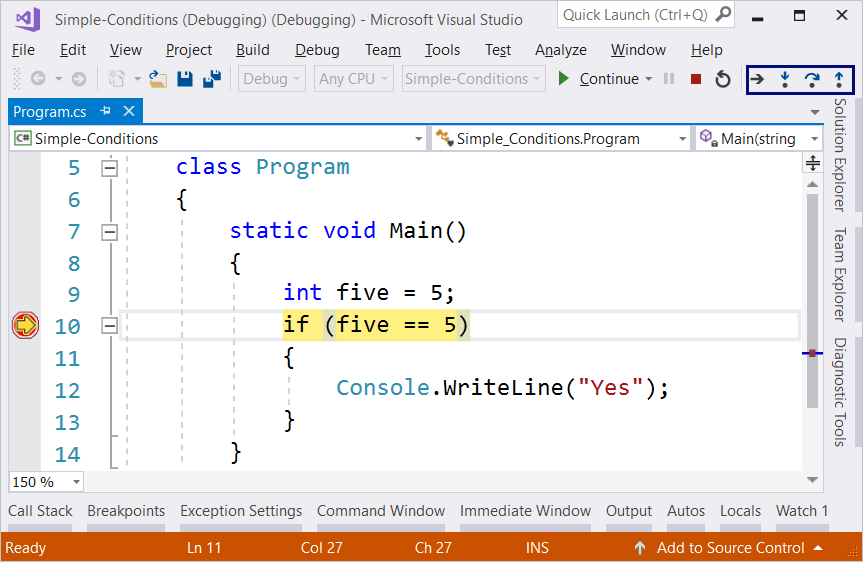 Simple-Conditions (Debugging) (Debugging) - Microsoft Visual Studio
Quick Launch (Ctrl+Q)
File Edit View Project Build Debug Team Tools Test Analyze Window Help
Debug Any CPU Simple-Conditions Continue
Program.cs
C# Simple-Conditions Simple_Conditions.Program Main(string
5 class Program
6 {
7 static void Main()
8 {
9 int five = 5;
10 if (five == 5)
11 {
12 Console.WriteLine("Yes");
13 }
14 }
150 %
Solution Explorer
Team Explorer
Diagnostic Tools
Call Stack Breakpoints Exception Settings Command Window Immediate Window Output Autos Locals Watch 1
Ready Ln 11 Col 27 Ch 27 INS Add to Source Control